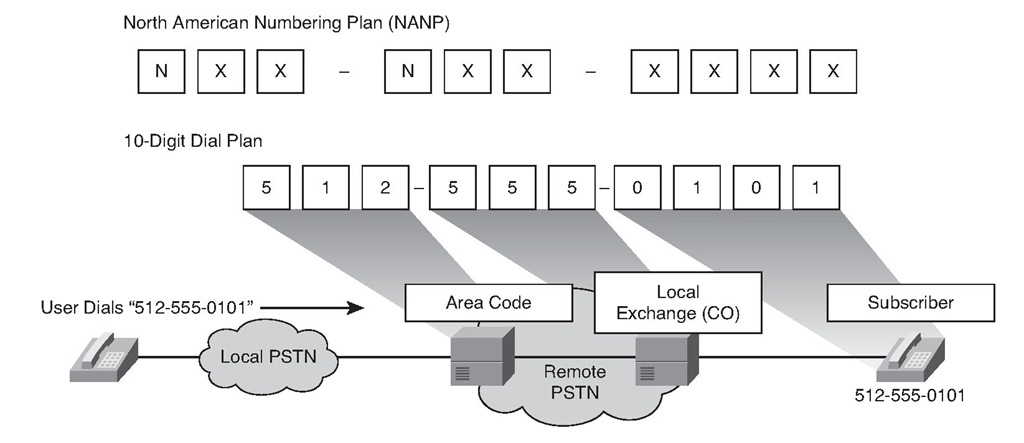 North American Numbering Plan (NANP)
N X X – N X X – X X X X
10-Digit Dial Plan
5 1 2 – 5 5 5 – 0 1 0 1
User Dials “512-555-0101”
Area Code
Local
Exchange (CO)
Subscriber
Local PSTN
Remote
PSTN
512-555-0101